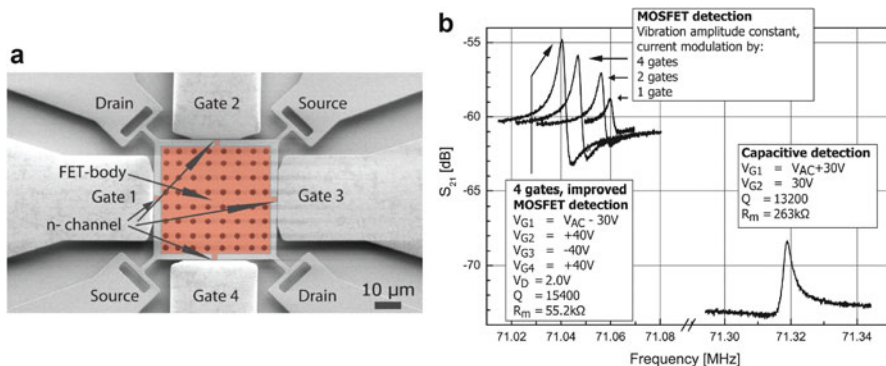 a
Drain
Gate 2
Source
FET-body
Gate 1
Gate 3
n- channel
Source
Gate 4
Drain
10 µm
b
-55
-60
-65
-70
S21 [dB]
MOSFET detection
Vibration amplitude constant,
current modulation by:
4 gates
2 gates
1 gate
4 gates, improved
MOSFET detection
VG1 = VAC - 30V
VG2 = +40V
VG3 = -40V
VG4 = +40V
VD = 2.0V
Q = 15400
Rm = 55.2kΩ
Capacitive detection
VG1 = VAC+30V
VG2 = 30V
Q = 13200
Rm = 263kΩ
71.02 71.04 71.06 71.08 71.30 71.32 71.34
Frequency [MHz]